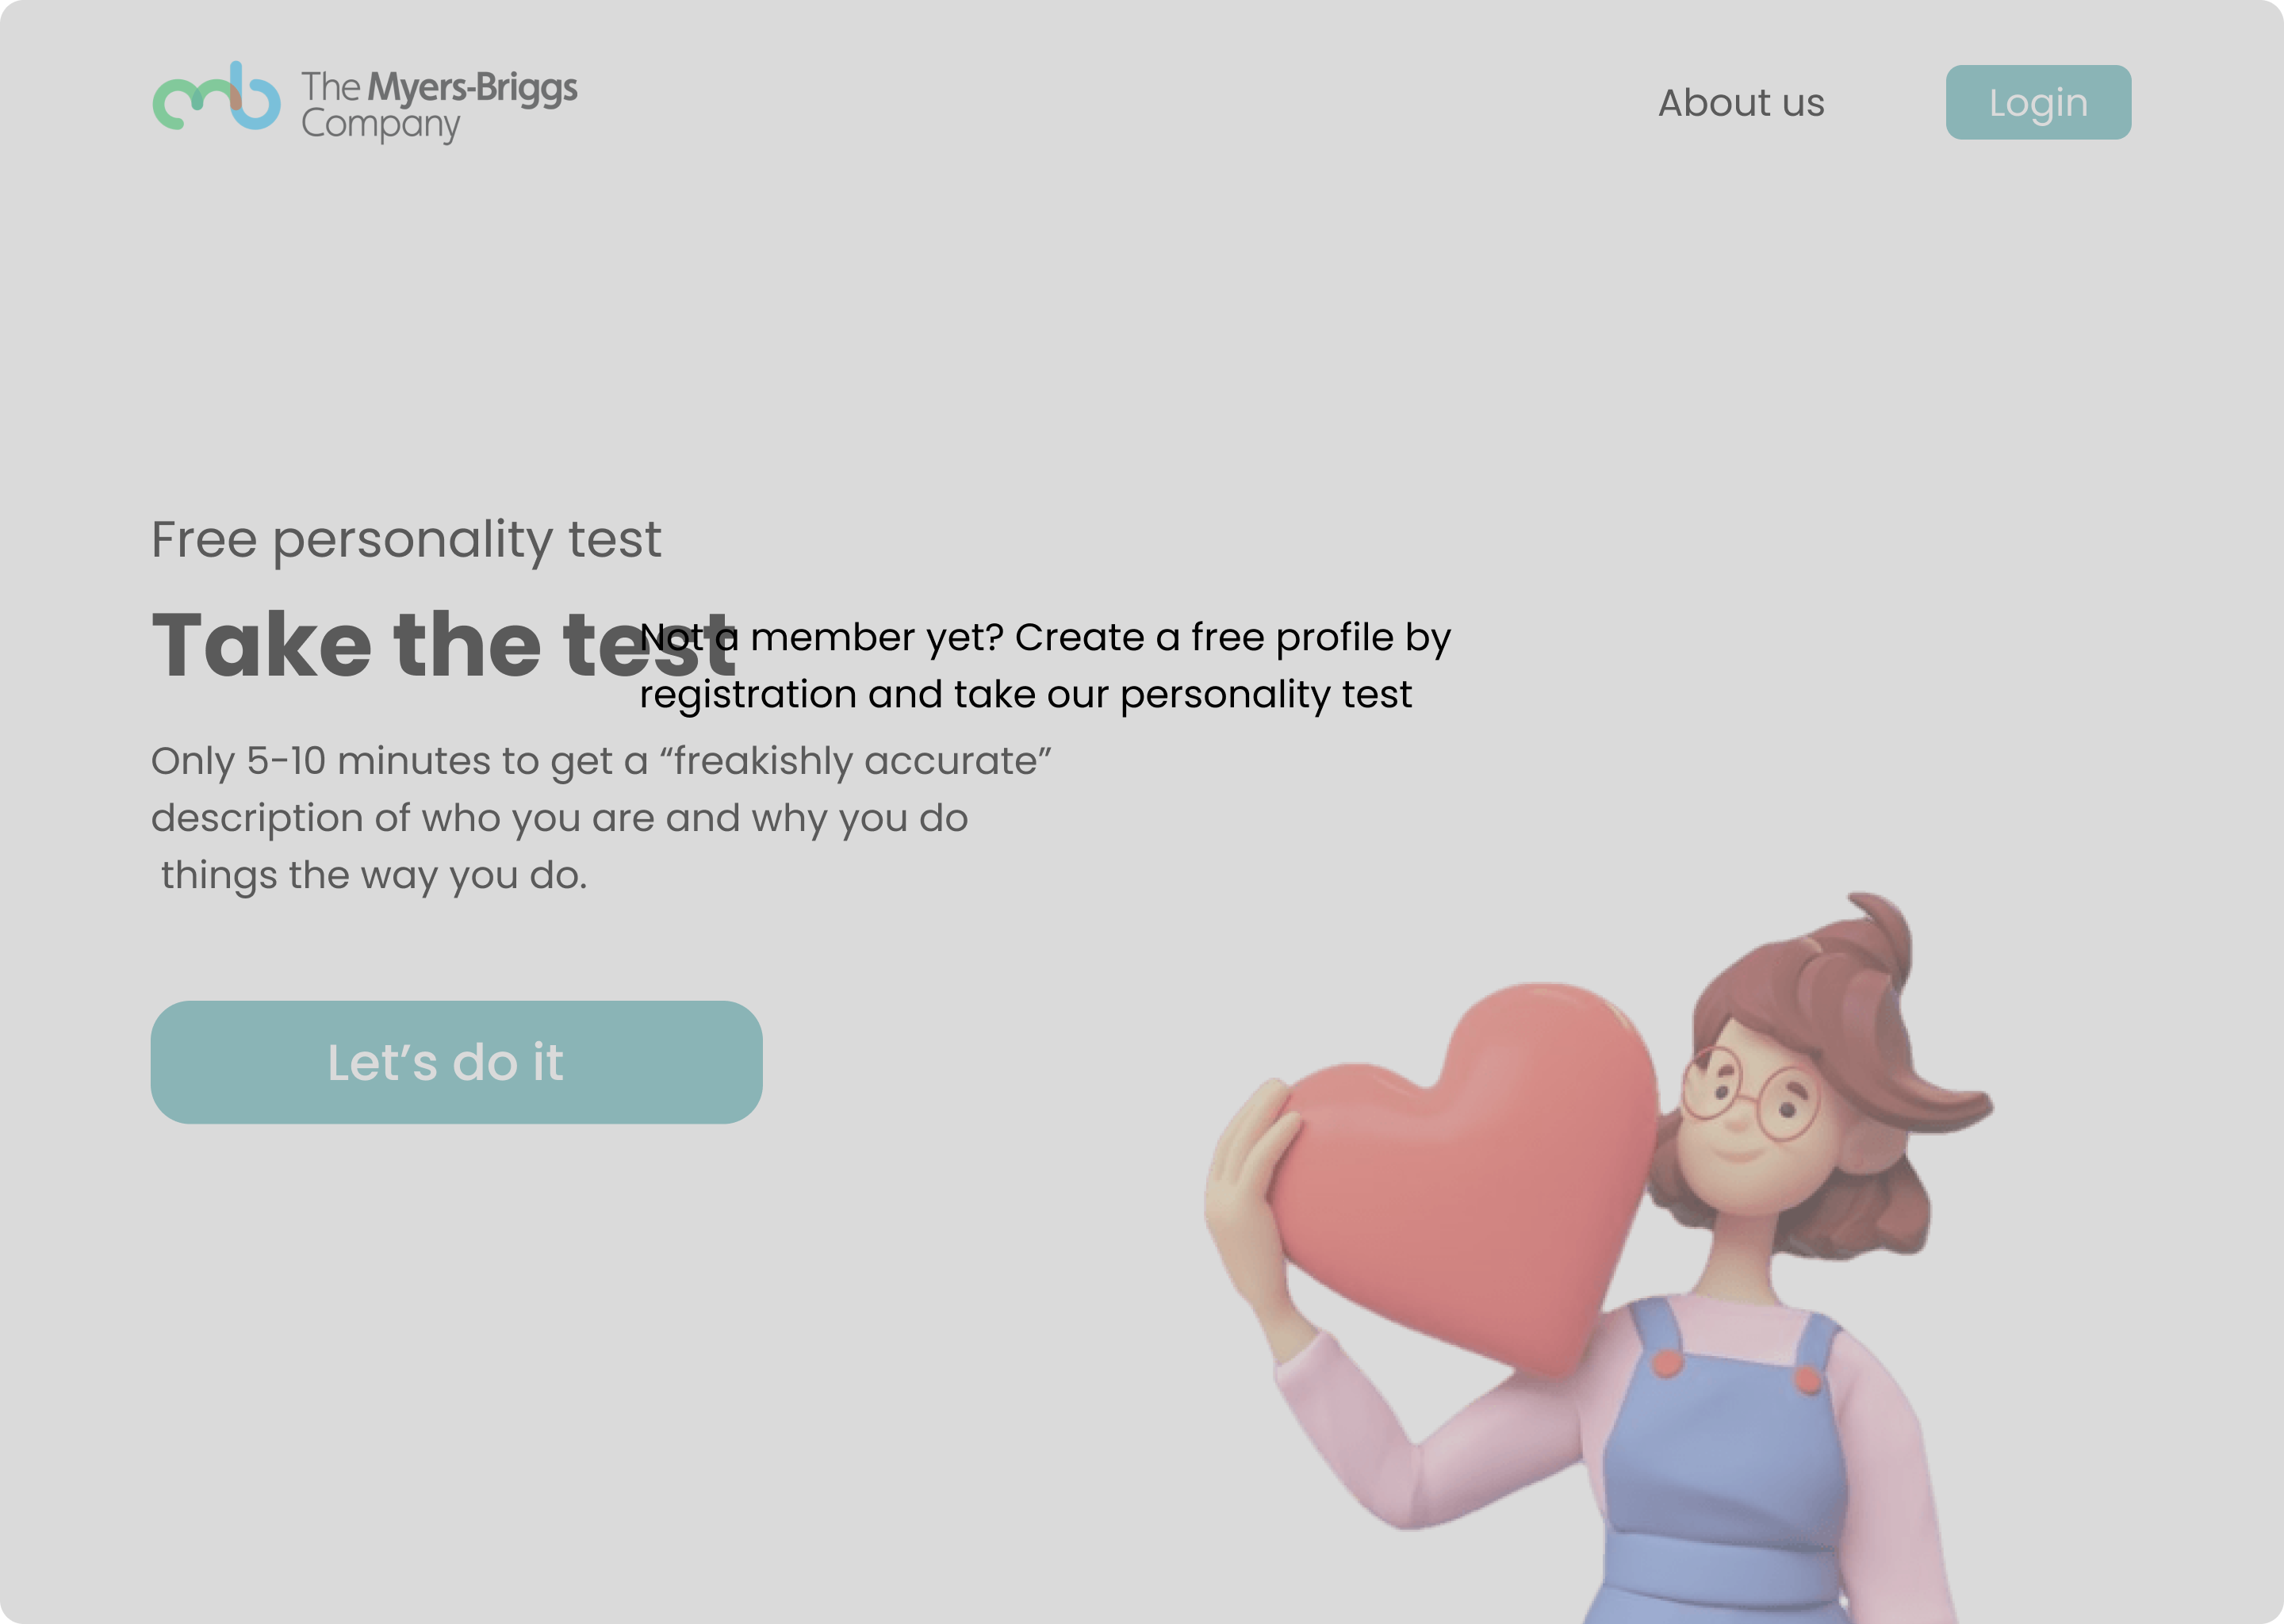 The Myers-Briggs
Company
About us
Login
Free personality test
Take the test
Not a member yet? Create a free profile by
registration and take our personality test
Only 5-10 minutes to get a “freakishly accurate”
description of who you are and why you do
things the way you do.
Let’s do it